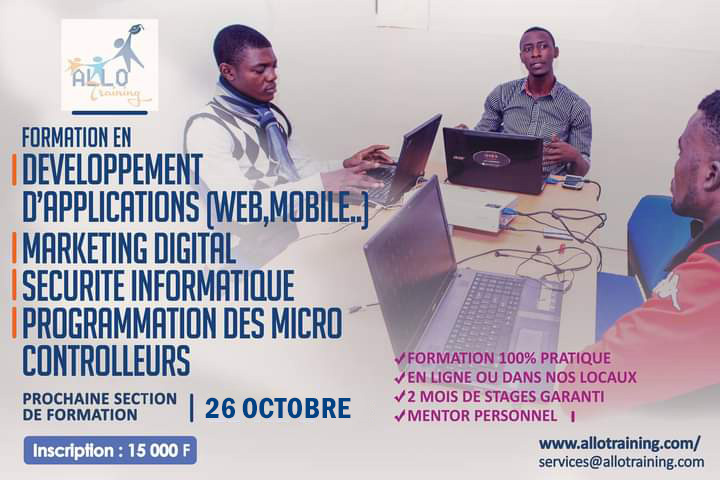 ALLO
Training
FORMATION EN
DEVELOPPEMENT
D'APPLICATIONS (WEB,MOBILE..)
MARKETING DIGITAL
SECURITE INFORMATIQUE
PROGRAMMATION DES MICRO
CONTROLLEURS
PROCHAINE SECTION
DE FORMATION
26 OCTOBRE
Inscription : 15 000 F
✓FORMATION 100% PRATIQUE
✓EN LIGNE OU DANS NOS LOCAUX
✓2 MOIS DE STAGES GARANTI
✓MENTOR PERSONNEL
www.allotraining.com/
services@allotraining.com